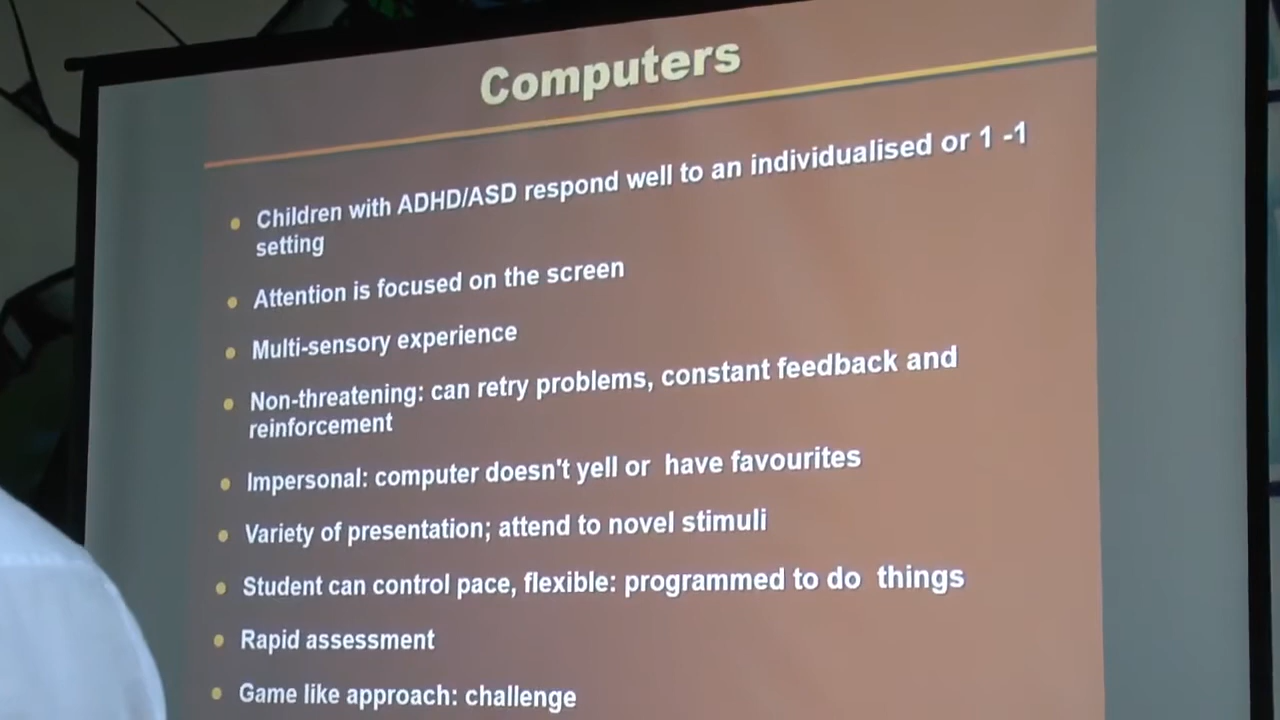 Computers
Children with ADHD/ASD respond well to an individualised or 1 -1
setting
Attention is focused on the screen
Multi-sensory experience
Non-threatening: can retry problems, constant feedback and
reinforcement
Impersonal: computer doesn't yell or  have favourites
Variety of presentation; attend to novel stimuli
Student can control pace, flexible: programmed to do  things
Rapid assessment
Game like approach: challenge